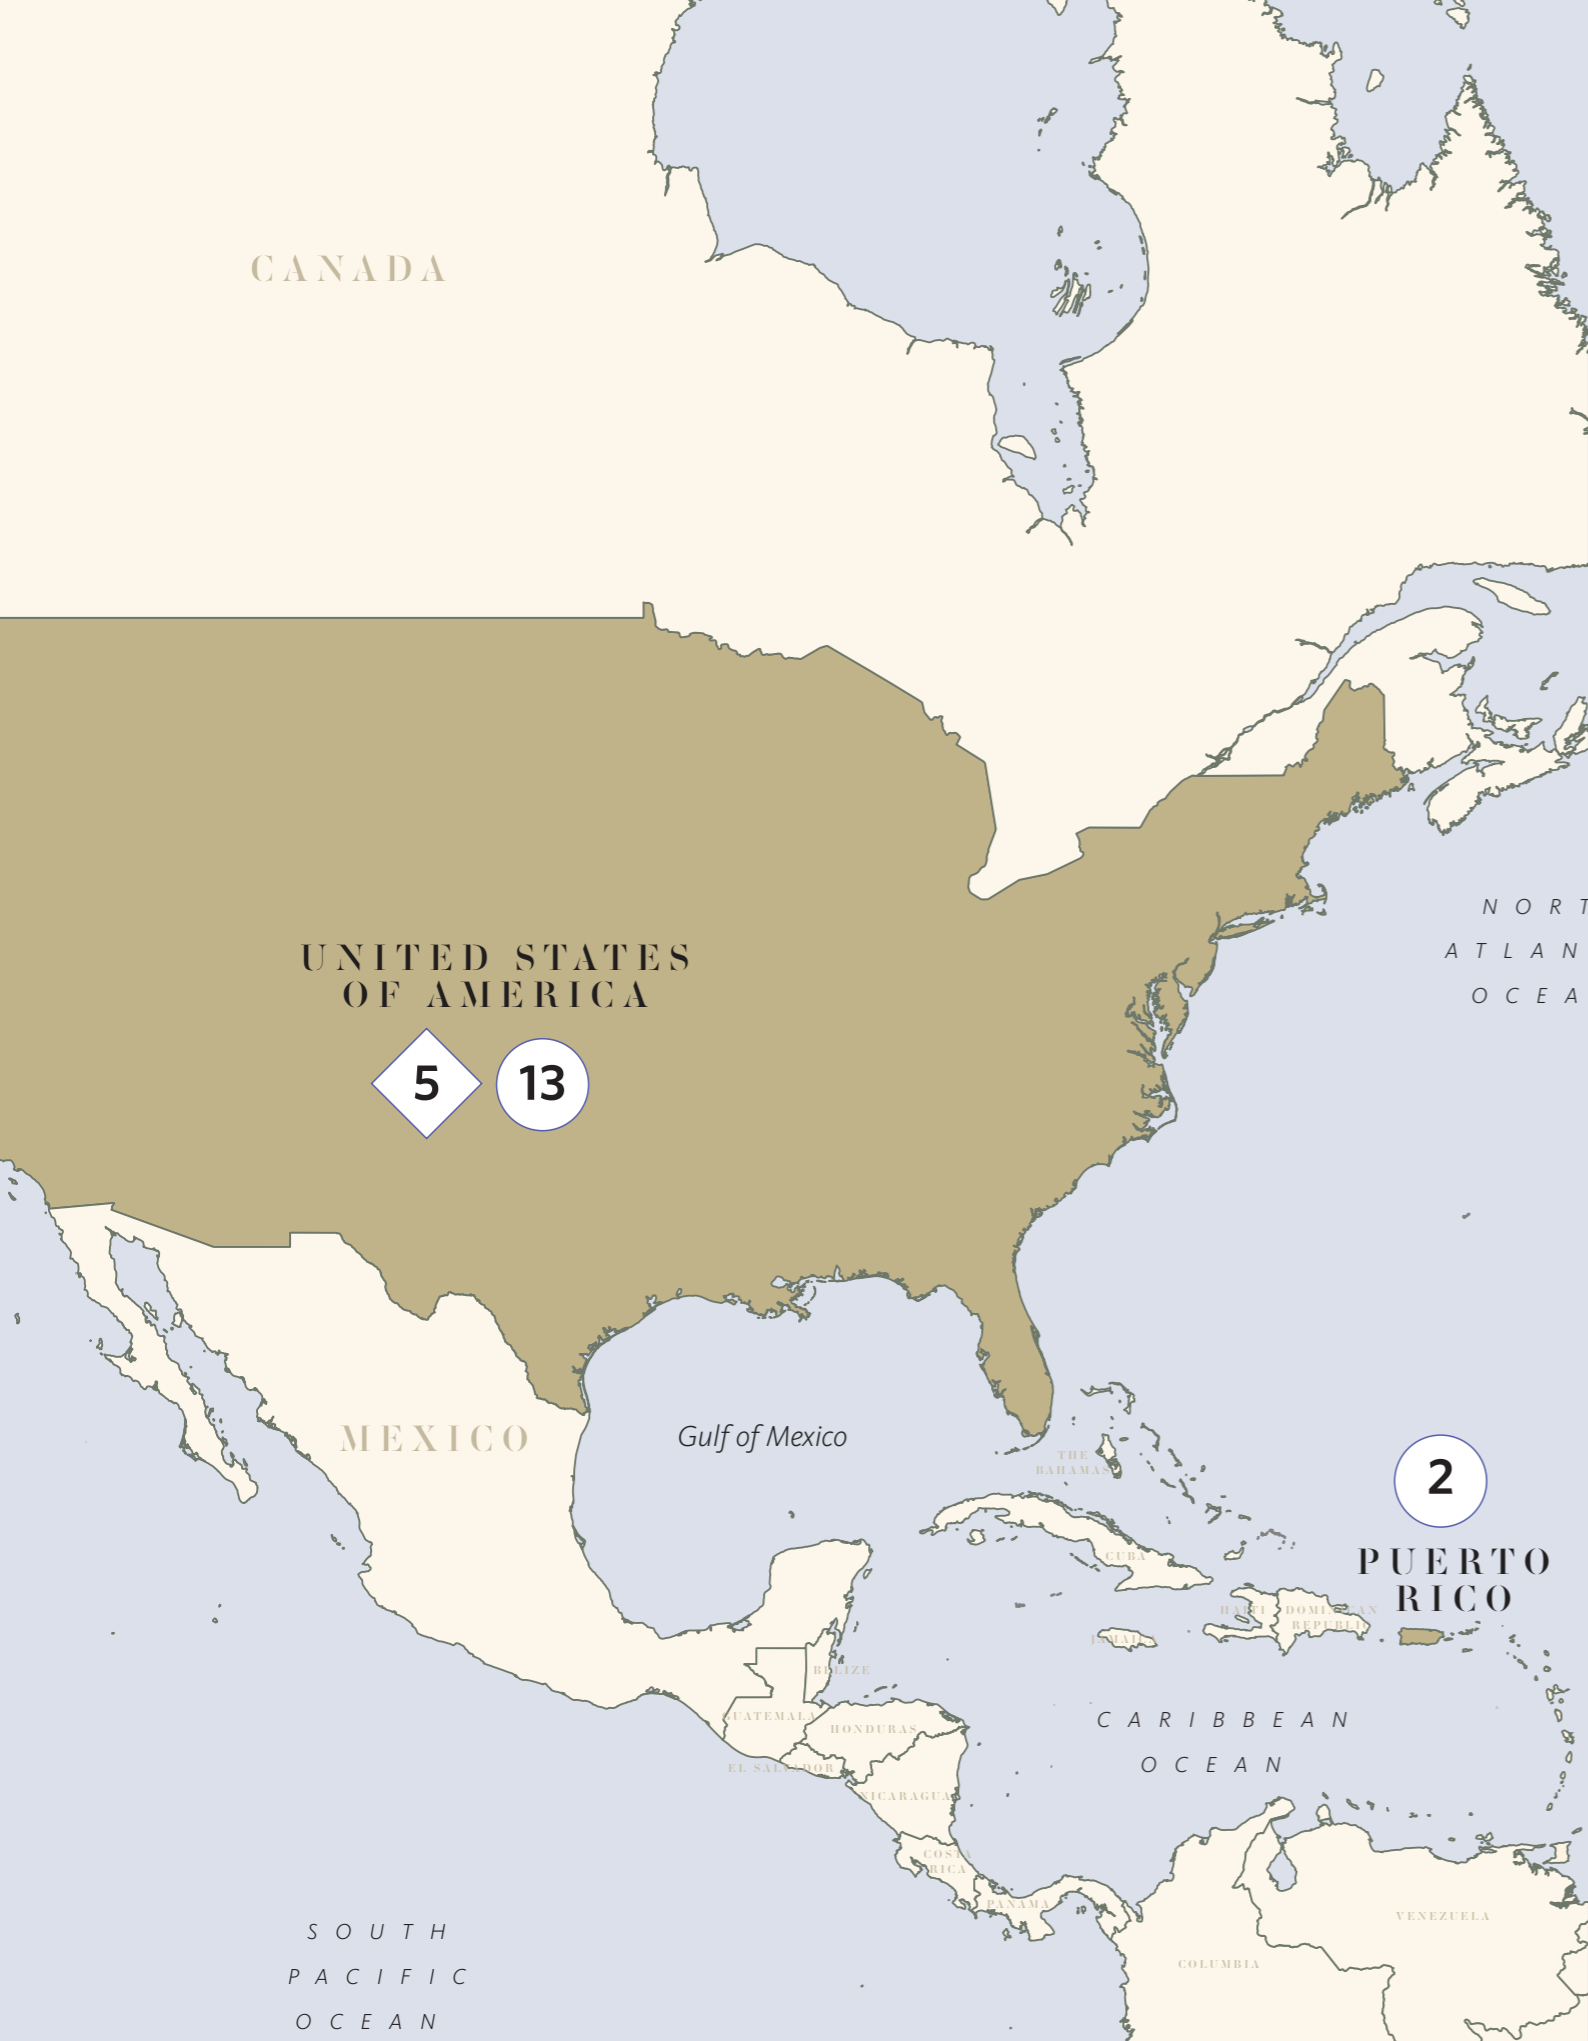 CANADA
NORT
ATLAN
OCEA
UNITED STATES
OF AMERICA
5
13
MEXICO
Gulf of Mexico
THE
BAHAMAS
2
PUERTO
RICO
CUBA
HAITI
DOMINICAN
REPUBLIC
JAMAICA
BELIZE
GUATEMALA
HONDURAS
EL SALVADOR
NICARAGUA
CARIBBEAN
OCEAN
COSTA
RICA
PANAMA
VENEZUELA
COLUMBIA
SOUTH
PACIFIC
OCEAN